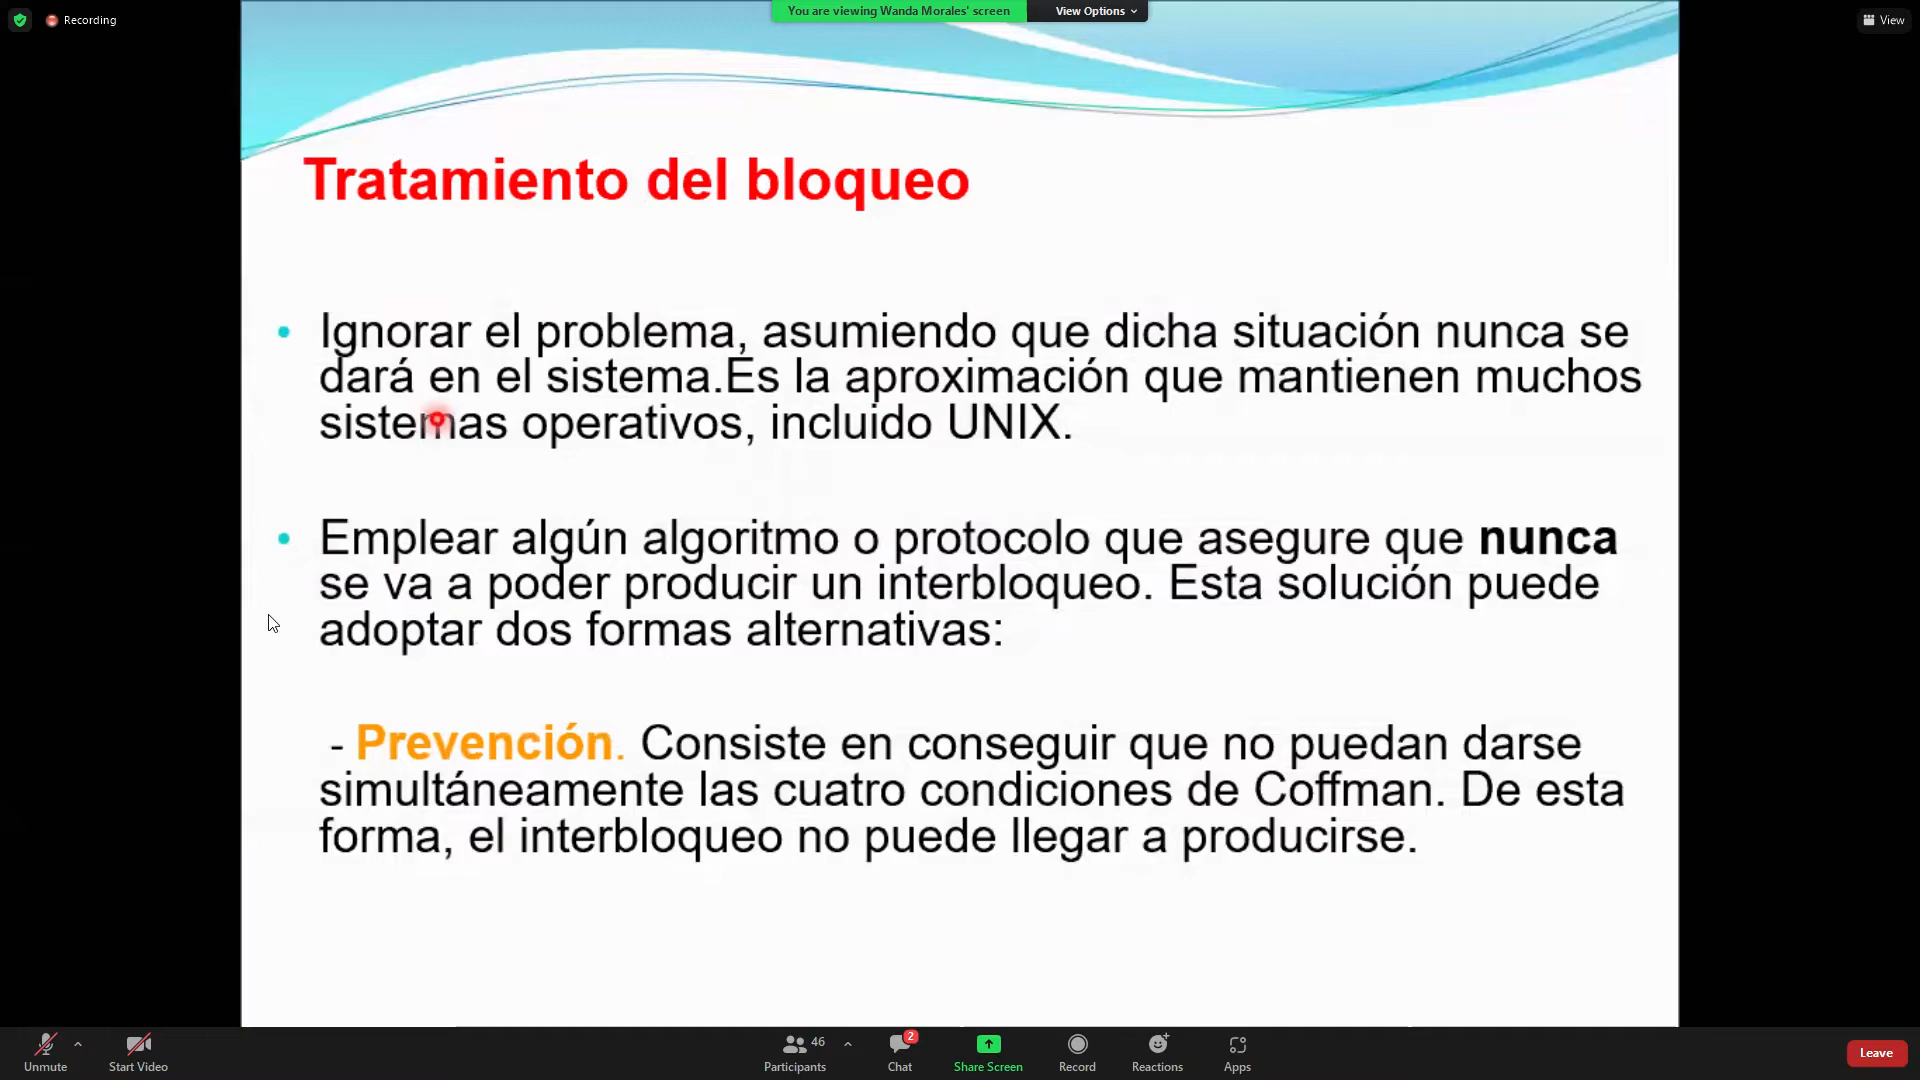 Recording
You are viewing Wanda Morales' screen
View Options
View
Tratamiento del bloqueo
• Ignorar el problema, asumiendo que dicha situación nunca se
dará en el sistema.Es la aproximación que mantienen muchos
sistemas operativos, incluido UNIX.
• Emplear algún algoritmo o protocolo que asegure que nunca
se va a poder producir un interbloqueo. Esta solución puede
adoptar dos formas alternativas:
- Prevención. Consiste en conseguir que no puedan darse
simultáneamente las cuatro condiciones de Coffman. De esta
forma, el interbloqueo no puede llegar a producirse.
Unmute
Start Video
46
Participants
2
Chat
Share Screen
Record
Reactions
Apps
Leave